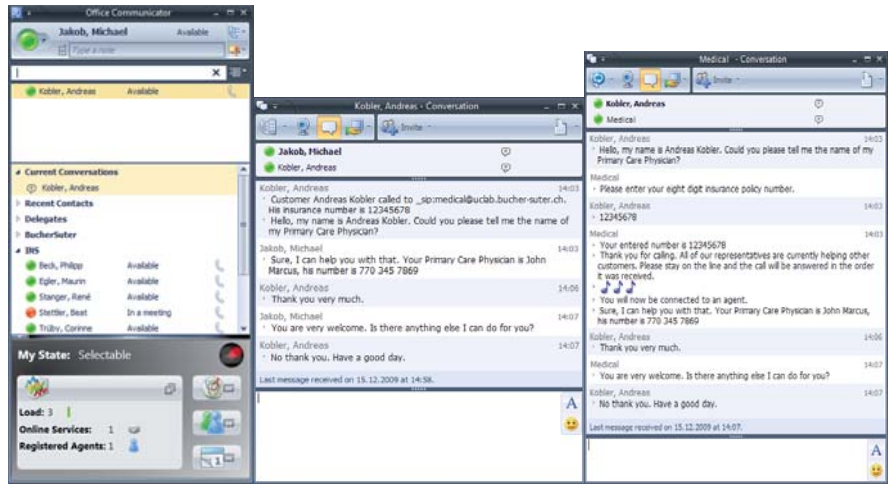 Office Communicator
Jakob, Michael Available
Type a note
Kobler, Andreas Available
Current Conversations
Kobler, Andreas
Recent Contacts
Delegates
BucherSuter
INS
Beck, Philipp Available
Egler, Maurin Available
Stanger, René Available
Stettler, Beat In a meeting
Trüby, Corinne Available
My State: Selectable
Load: 3
Online Services: 1
Registered Agents: 1
1
Kobler, Andreas - Conversation
Invite
Jakob, Michael
Kobler, Andreas
Kobler, Andreas 14:03
Customer Andreas Kobler called to _sip:medical@uclab.bucher-suter.ch.
His insurance number is 12345678
Hello, my name is Andreas Kobler. Could you please tell me the name of
my Primary Care Physician?
Jakob, Michael 14:03
Sure, I can help you with that. Your Primary Care Physician is John
Marcus, his number is 770 345 7869
Kobler, Andreas 14:06
Thank you very much.
Jakob, Michael 14:07
You are very welcome. Is there anything else I can do for you?
Kobler, Andreas 14:07
No thank you. Have a good day.
Last message received on 15.12.2009 at 14:58.
A
Medical - Conversation
Invite
Kobler, Andreas
Medical
Kobler, Andreas 14:03
Hello, my name is Andreas Kobler. Could you please tell me the name of my
Primary Care Physician?
Medical
Please enter your eight digit insurance policy number.
Kobler, Andreas 14:03
12345678
Medical 14:03
Your entered number is 12345678
Thank you for calling. All of our representatives are currently helping other
customers. Please stay on the line and the call will be answered in the order
it was received.
You will now be connected to an agent.
Sure, I can help you with that. Your Primary Care Physician is John Marcus,
his number is 770 345 7869
Kobler, Andreas 14:06
Thank you very much.
Medical 14:07
You are very welcome. Is there anything else I can do for you?
Kobler, Andreas 14:07
No thank you. Have a good day.
Last message received on 15.12.2009 at 14:07.
A